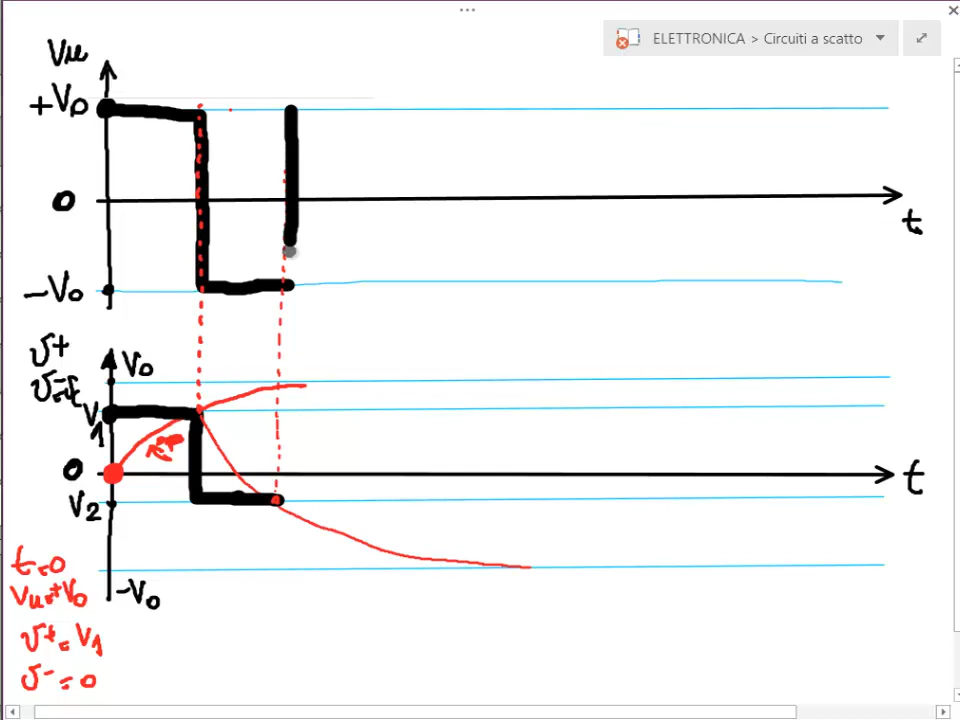 ELETTRONICA > Circuiti a scatto
Vu
+V0
0
t
-V0
v+
V0
v-=vc
V1
0
t
V2
-V0
t=0
Vu=+V0
v+=V1
v-=0